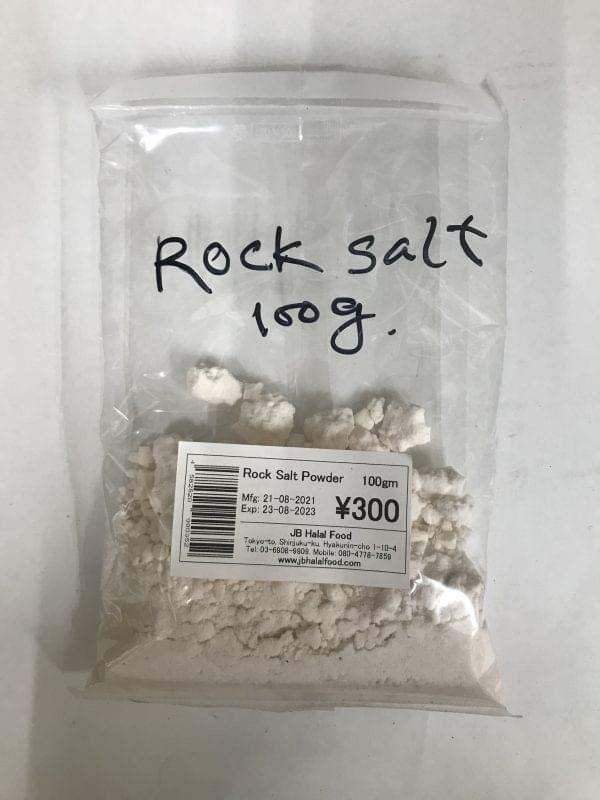 Rock salt
100g.
Rock Salt Powder 100gm
Mfg: 21-08-2021
Exp: 23-08-2023
¥300
JB Halal Food
Tokyo-to, Shinjuku-ku, Hyakunin-cho 1-10-4
Tel: 03-6908-9909, Mobile: 080-4778-7859
www.jbhalalfood.com